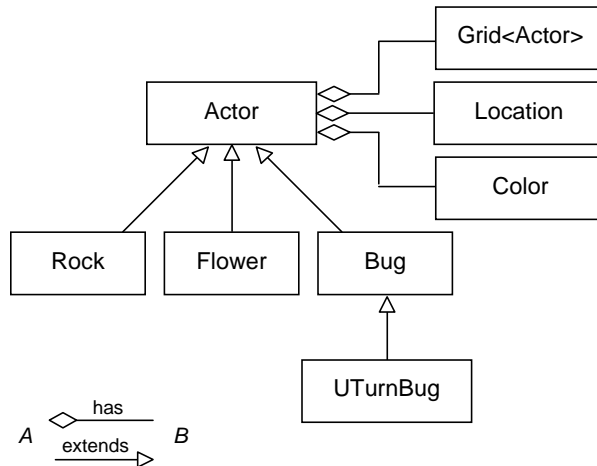 Grid<Actor>
Actor
Location
Color
Rock
Flower
Bug
UTurnBug
has
A
B
extends